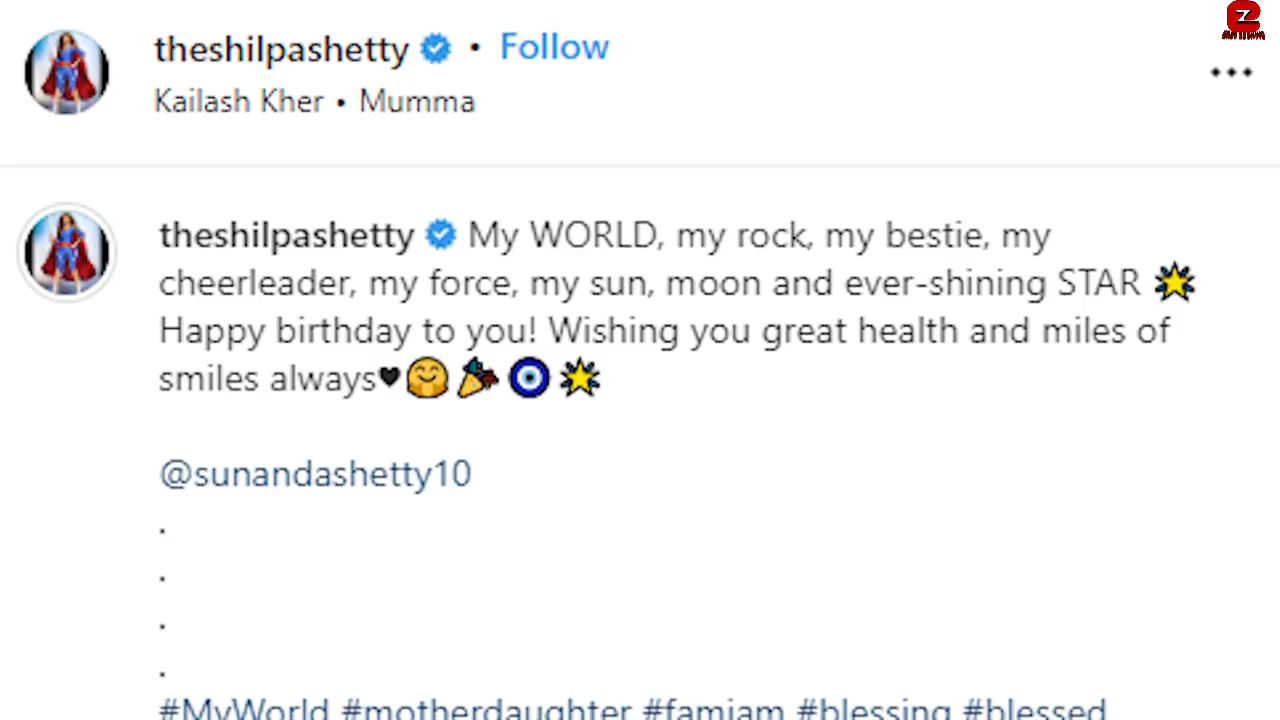 theshilpashetty • Follow
Kailash Kher • Mumma
theshilpashetty My WORLD, my rock, my bestie, my
cheerleader, my force, my sun, moon and ever-shining STAR 🌟
Happy birthday to you! Wishing you great health and miles of
smiles always♥🤗🎉🧿🌟
@sunandashetty10
.
.
.
.
#MyWorld #motherdaughter #famjam #blessing #blessed